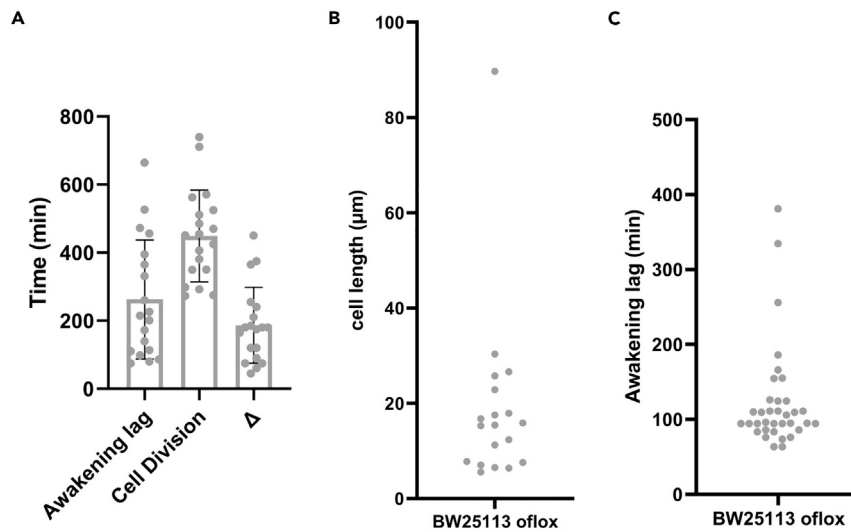 A
Time (min)
800
600
400
200
0
Awakening lag
Cell Division
Δ
B
cell length (µm)
100
80
60
40
20
0
BW25113 oflox
C
Awakening lag (min)
500
400
300
200
100
0
BW25113 oflox